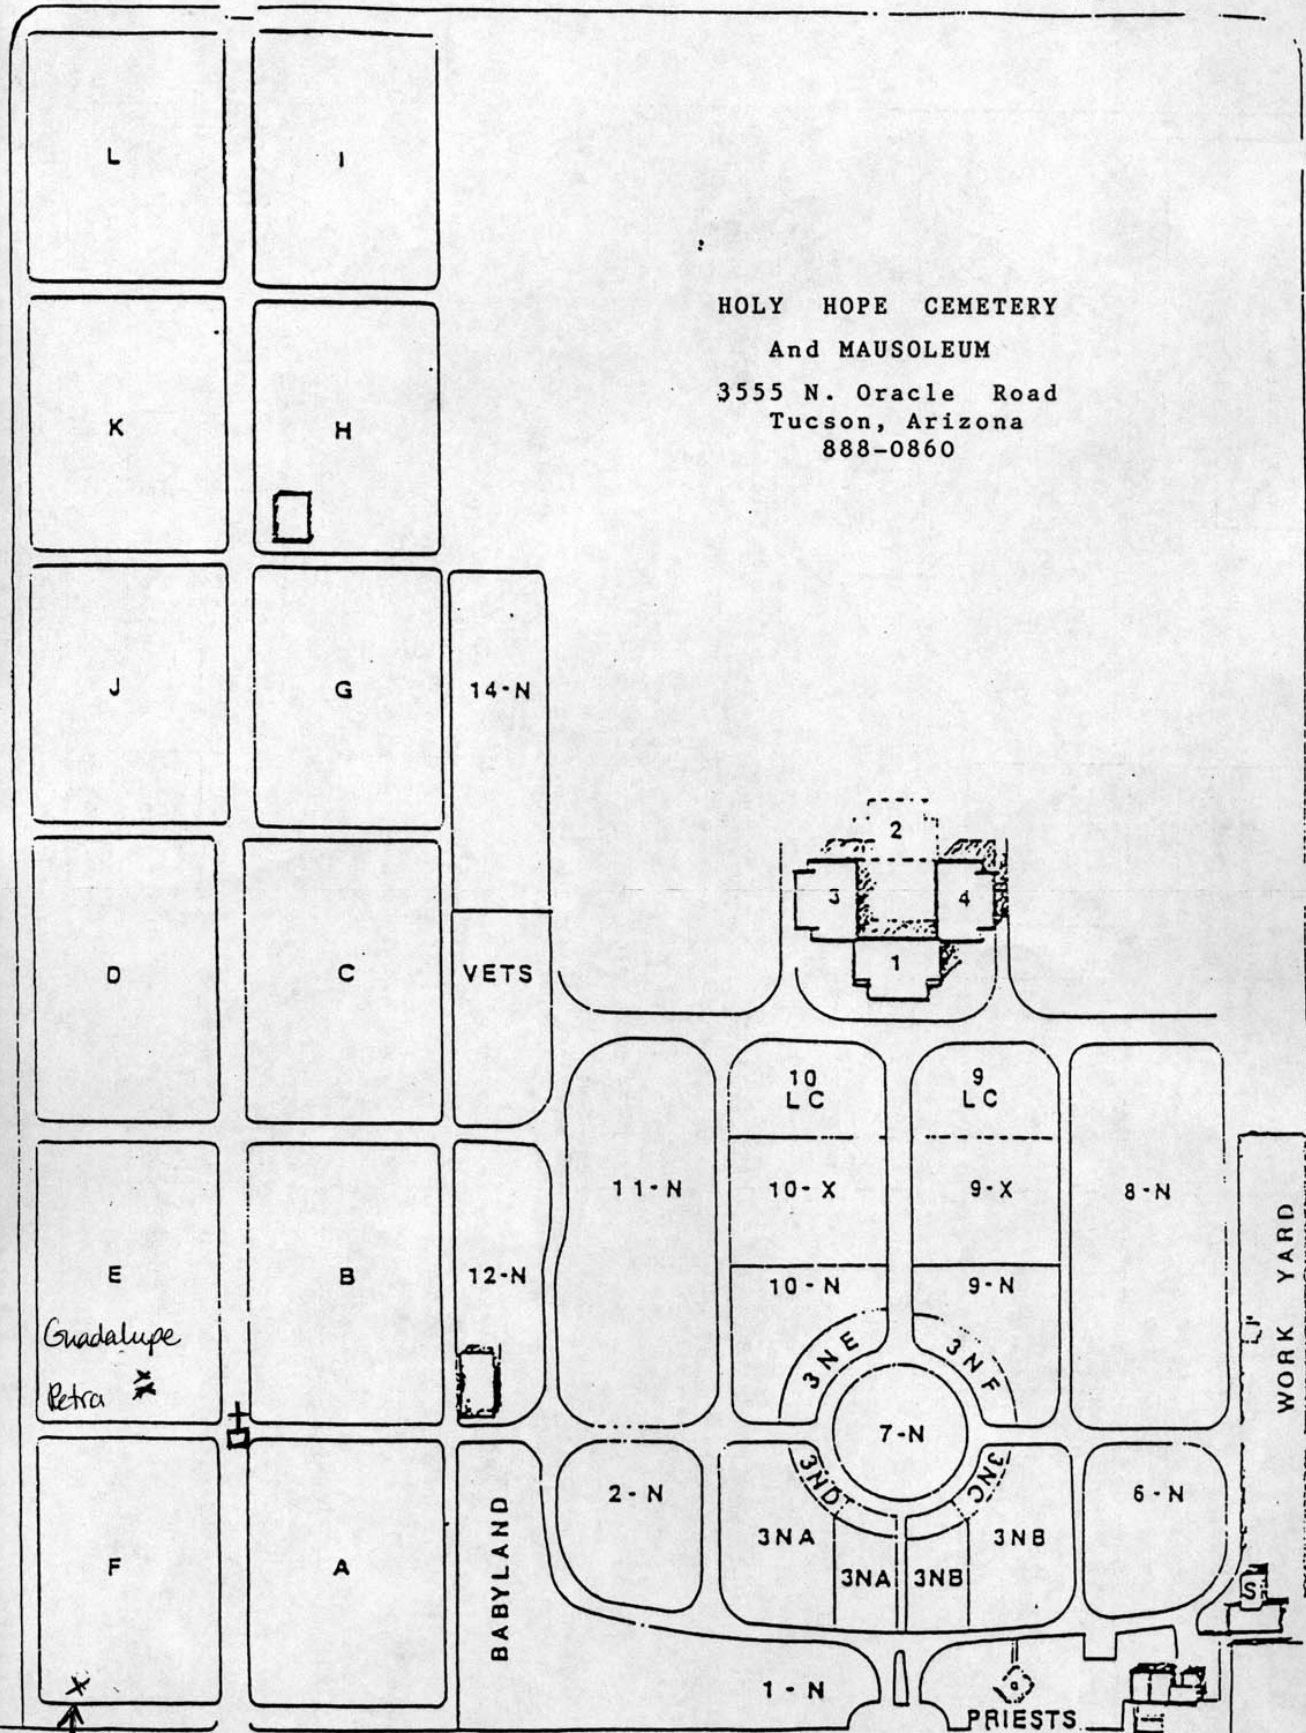 L
I
HOLY HOPE CEMETERY
And MAUSOLEUM
3555 N. Oracle Road
Tucson, Arizona
888-0860
K
H
J
G
14-N
2
3
4
1
D
C
VETS
10
LC
9
LC
11-N
10-X
9-X
8-N
WORK YARD
E
B
12-N
10-N
9-N
Guadalupe
3NE
3NF
Petra
X
7-N
3ND
3NC
2-N
6-N
BABYLAND
3NA
3NB
F
A
3NA
3NB
S
X
1-N
PRIESTS